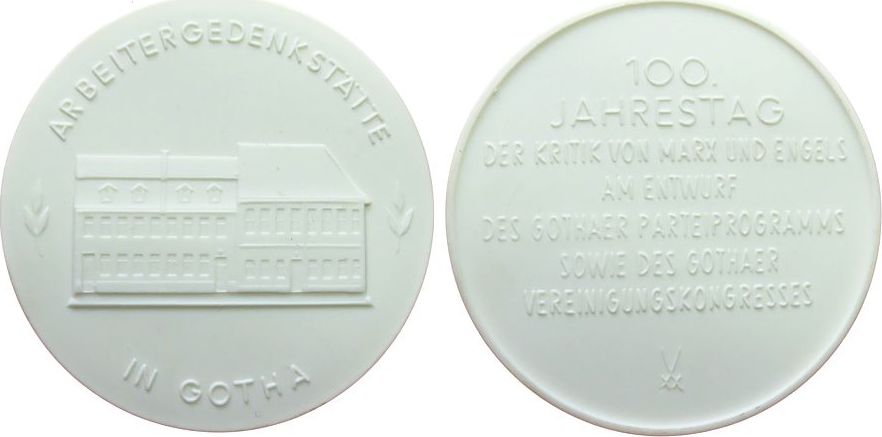 ARBEITERGEDENKSTÄTTE
IN GOTHA
100.
JAHRESTAG
DER KRITIK VON MARX UND ENGELS
AM ENTWURF
DES GOTHAER PARTEIPROGRAMMS
SOWIE DES GOTHAER
VEREINIGUNGSKONGRESSES